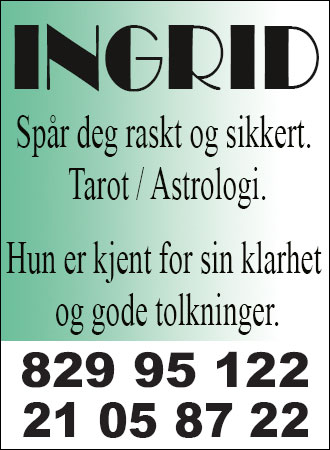 INGRID
Spår deg raskt og sikkert.
Tarot / Astrologi.
Hun er kjent for sin klarhet
og gode tolkninger.
829 95 122
21 05 87 22